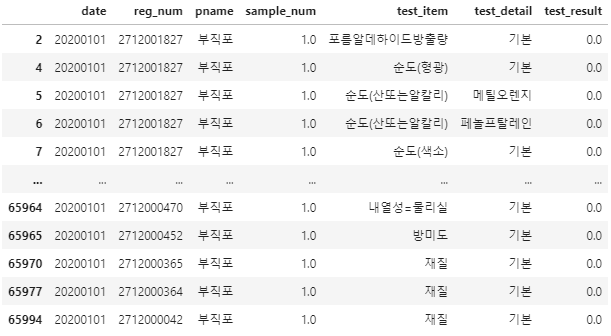 date reg_num pname sample_num test_item test_detail test_result
2 20200101 2712001827 부직포 1.0 포름알데하이드방출량 기본 0.0
4 20200101 2712001827 부직포 1.0 순도(형광) 기본 0.0
5 20200101 2712001827 부직포 1.0 순도(산또는알칼리) 메틸오렌지 0.0
6 20200101 2712001827 부직포 1.0 순도(산또는알칼리) 페놀프탈레인 0.0
7 20200101 2712001827 부직포 1.0 순도(색소) 기본 0.0
... ... ... ... ... ... ... ...
65964 20200101 2712000470 부직포 1.0 내열성=물리실 기본 0.0
65965 20200101 2712000452 부직포 1.0 방미도 기본 0.0
65970 20200101 2712000365 부직포 1.0 재질 기본 0.0
65977 20200101 2712000364 부직포 1.0 재질 기본 0.0
65994 20200101 2712000042 부직포 1.0 재질 기본 0.0